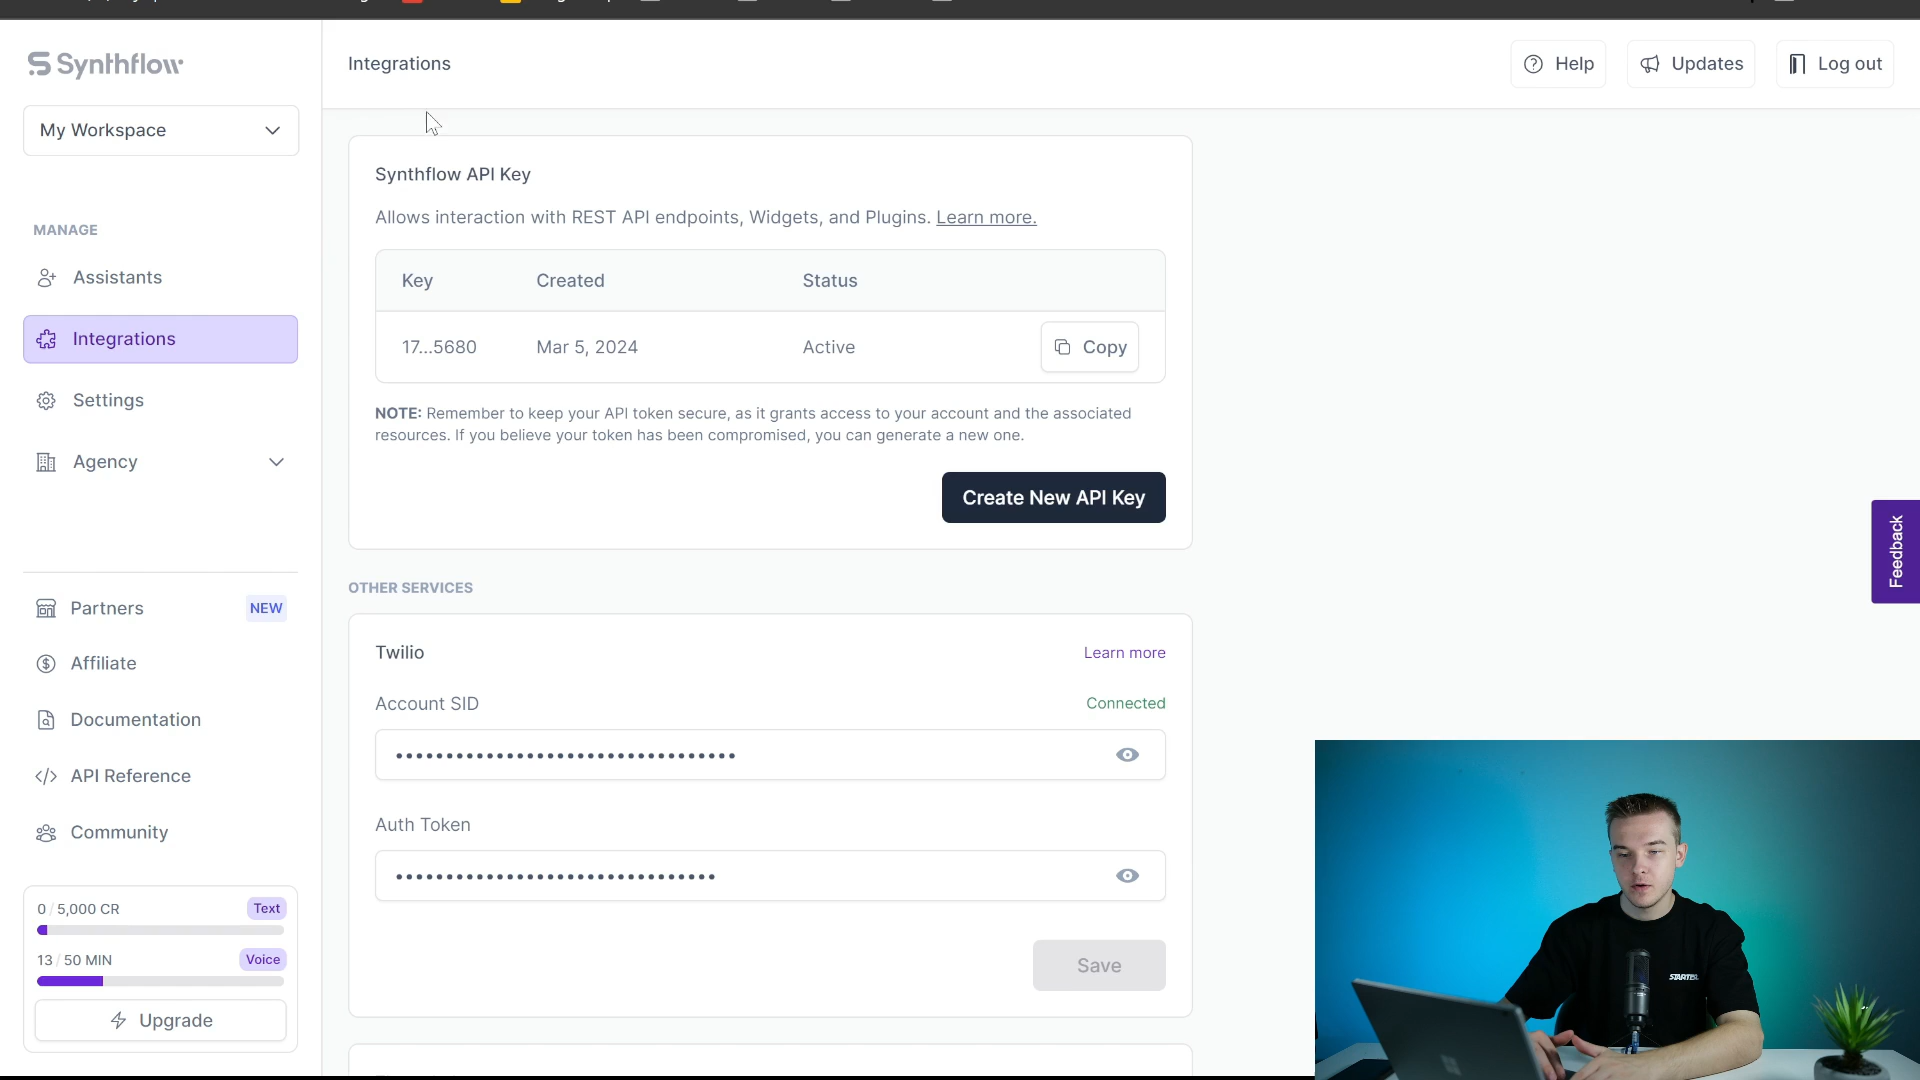 Synthflow
Integrations
Help
Updates
Log out
My Workspace
MANAGE
Assistants
Integrations
Settings
Agency
Partners NEW
Affiliate
Documentation
API Reference
Community
0 / 5,000 CR Text
13 / 50 MIN Voice
Upgrade
Synthflow API Key
Allows interaction with REST API endpoints, Widgets, and Plugins. Learn more.
Key Created Status
17...5680 Mar 5, 2024 Active Copy
NOTE: Remember to keep your API token secure, as it grants access to your account and the associated
resources. If you believe your token has been compromised, you can generate a new one.
Create New API Key
OTHER SERVICES
Twilio Learn more
Account SID Connected
Auth Token
Save
Feedback